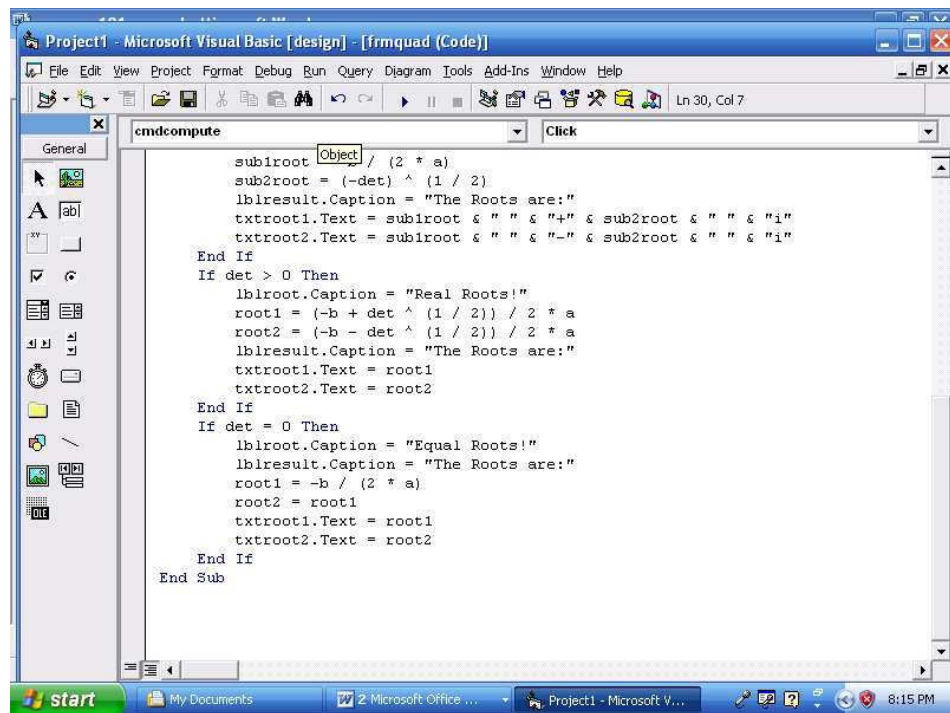 Project1 - Microsoft Visual Basic [design] - [frmquad (Code)]
File Edit View Project Format Debug Run Query Diagram Tools Add-Ins Window Help
Ln 30, Col 7
cmdcompute
Click
General
Object
sub1root / (2 * a)
sub2root = (-det) ^ (1 / 2)
lblresult.Caption = "The Roots are:"
txtroot1.Text = sub1root & " " & "+" & sub2root & " " & "i"
txtroot2.Text = sub1root & " " & "-" & sub2root & " " & "i"
End If
If det > 0 Then
lblroot.Caption = "Real Roots!"
root1 = (-b + det ^ (1 / 2)) / 2 * a
root2 = (-b - det ^ (1 / 2)) / 2 * a
lblresult.Caption = "The Roots are:"
txtroot1.Text = root1
txtroot2.Text = root2
End If
If det = 0 Then
lblroot.Caption = "Equal Roots!"
lblresult.Caption = "The Roots are:"
root1 = -b / (2 * a)
root2 = root1
txtroot1.Text = root1
txtroot2.Text = root2
End If
End Sub
A ab|
XY
OLE
start
My Documents
2 Microsoft Office ...
Project1 - Microsoft V...
8:15 PM